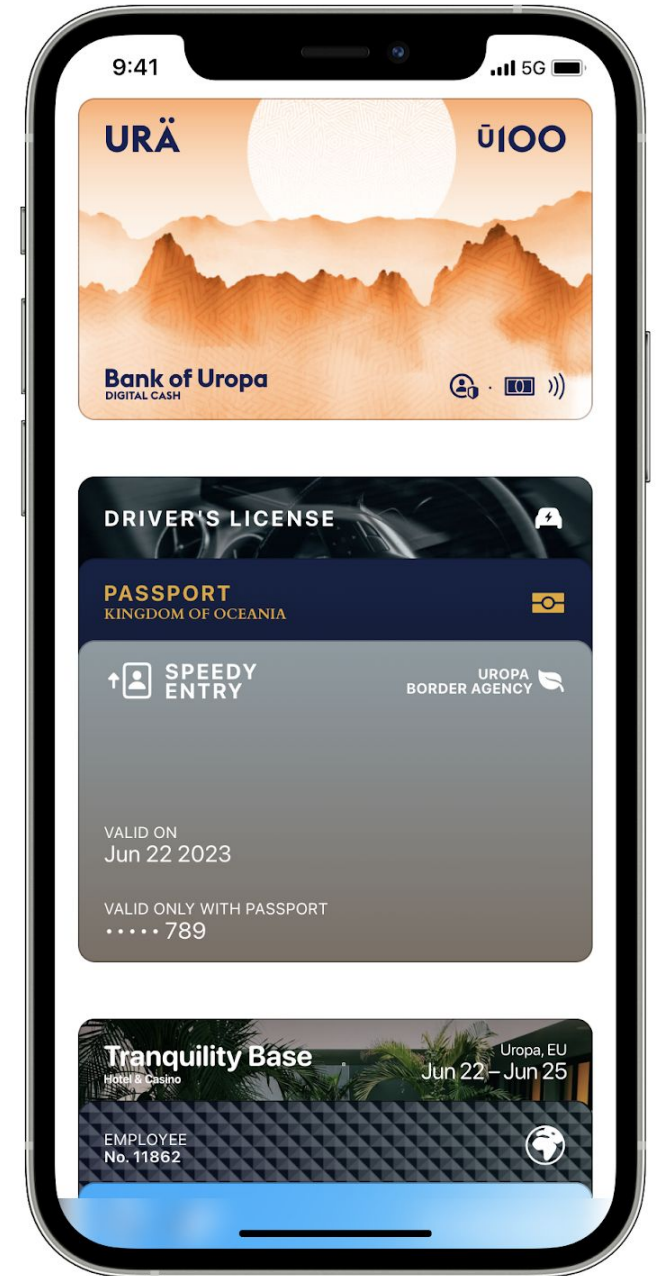 9:41
5G
URÄ
Ū100
Bank of Uropa
DIGITAL CASH
DRIVER'S LICENSE
PASSPORT
KINGDOM OF OCEANIA
SPEEDY
ENTRY
UROPA
BORDER AGENCY
VALID ON
Jun 22 2023
VALID ONLY WITH PASSPORT
••••• 789
Tranquility Base
Hotel & Casino
Uropa, EU
Jun 22 – Jun 25
EMPLOYEE
No. 11862